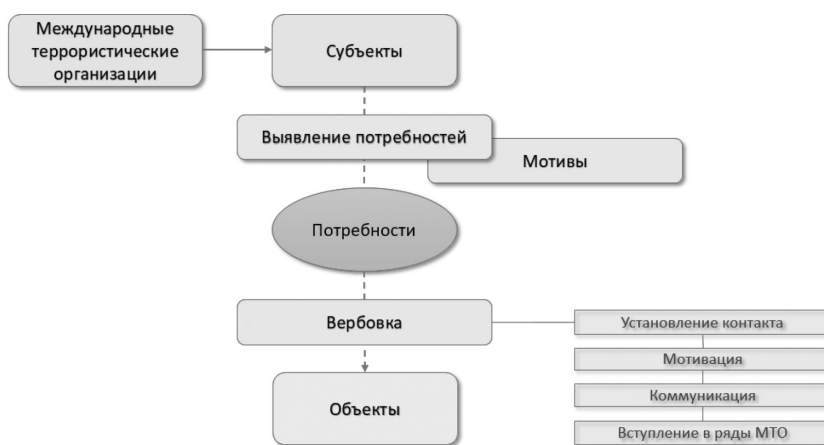 Международные
террористические
организации
Субъекты
Выявление потребностей
Мотивы
Потребности
Вербовка
Установление контакта
Мотивация
Коммуникация
Вступление в ряды МТО
Объекты